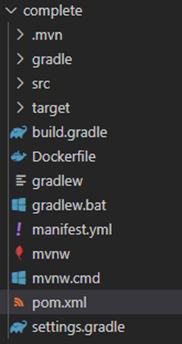 complete
.mvn
gradle
src
target
build.gradle
Dockerfile
gradlew
gradlew.bat
manifest.yml
mvnw
mvnw.cmd
pom.xml
settings.gradle